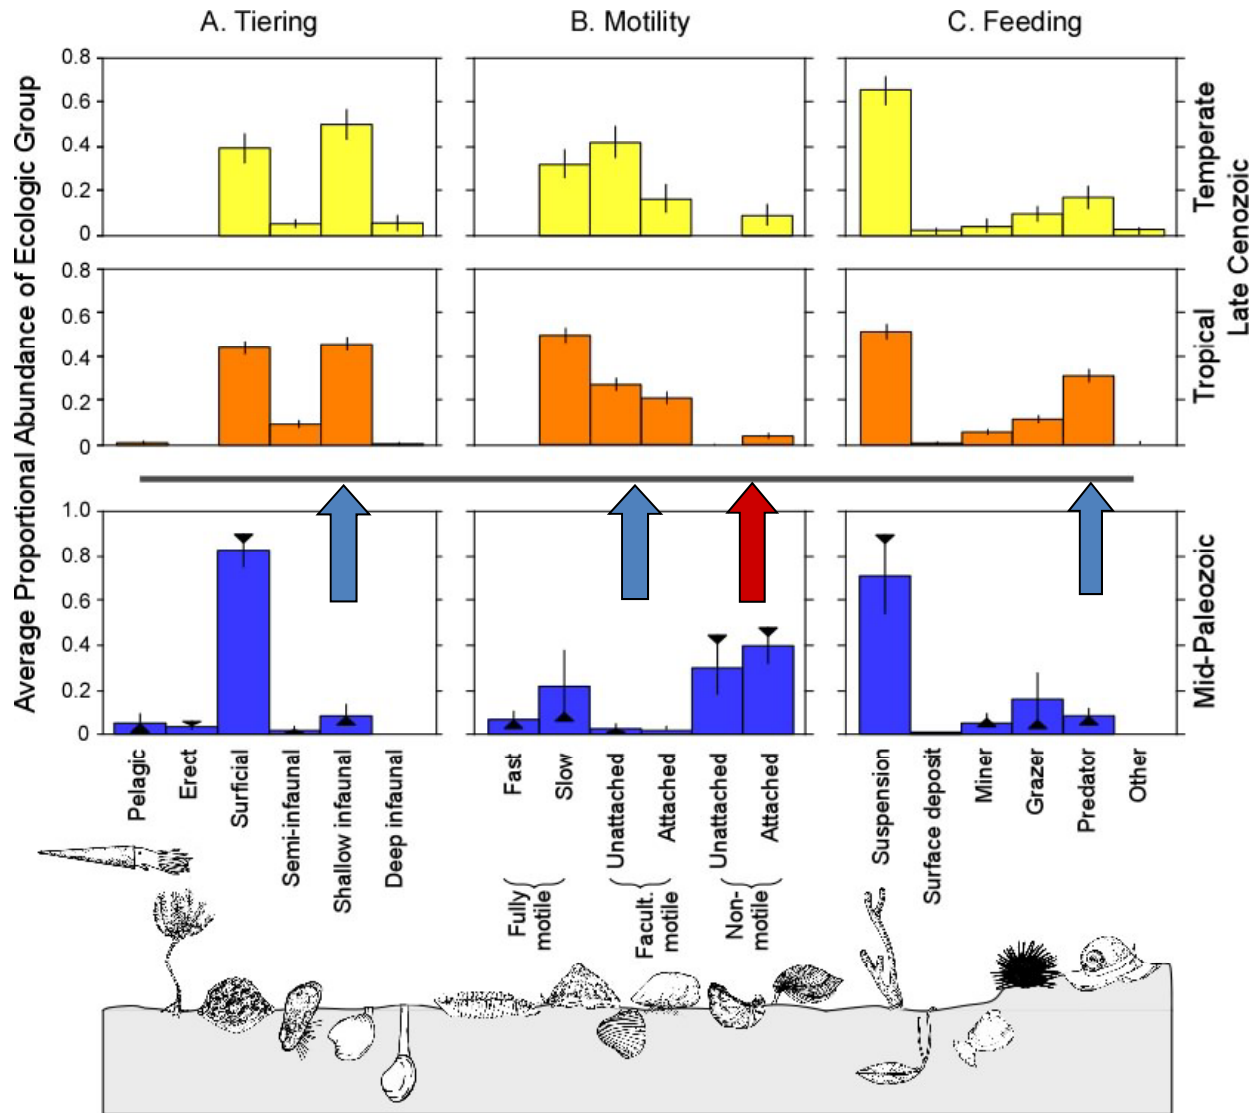 A. Tiering
B. Motility
C. Feeding
Average Proportional Abundance of Ecologic Group
0.8
0.6
0.4
0.2
0
Temperate
0.8
0.6
0.4
0.2
0
Tropical
Late Cenozoic
1.0
0.8
0.6
0.4
0.2
0
Mid-Paleozoic
Pelagic
Erect
Surficial
Semi-infaunal
Shallow infaunal
Deep infaunal
Fast
Slow
Unattached
Attached
Unattached
Attached
Fully
motile
Facult.
motile
Non-
motile
Suspension
Surface deposit
Miner
Grazer
Predator
Other